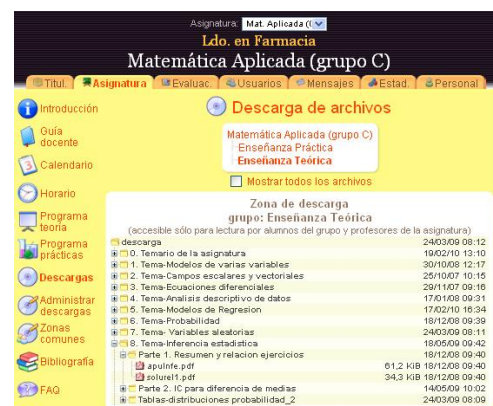 Asignatura: Mat. Aplicada ((
Ldo. en Farmacia
Matemática Aplicada (grupo C)
Titul. Asignatura Evaluac. Usuarios Mensajes Estad. Personal
Introducción
Guía
docente
Calendario
Horario
Programa
teoría
Programa
prácticas
Descargas
Administrar
descargas
Zonas
comunes
Bibliografía
FAQ
Descarga de archivos
Matemática Aplicada (grupo C)
Enseñanza Práctica
Enseñanza Teórica
Mostrar todos los archivos
Zona de descarga
grupo: Enseñanza Teórica
(accesible sólo para lectura por alumnos del grupo y profesores de la asignatura)
descarga 24/03/09 08:12
0. Temario de la asignatura 19/02/10 13:10
1. Tema-Modelos de varias variables 30/10/08 12:17
2. Tema-Campos escalares y vectoriales 25/10/07 10:15
3. Tema-Ecuaciones diferenciales 29/11/07 09:16
4. Tema-Analisis descriptivo de datos 17/01/08 09:31
5. Tema-Modelos de Regresion 17/02/10 16:34
6. Tema-Probabilidad 18/12/08 09:39
7. Tema- Variables aleatorias 24/03/09 08:11
8. Tema-Inferencia estadistica 18/05/09 09:42
Parte 1. Resumen y relacion ejercicios 18/12/08 09:40
apuInfe.pdf 61,2 KiB 18/12/08 09:40
solurel1.pdf 34,3 KiB 18/12/08 09:40
Parte 2. IC para diferencia de medias 14/05/09 10:02
Tablas-distribuciones probabilidad_2 24/03/08 08:09